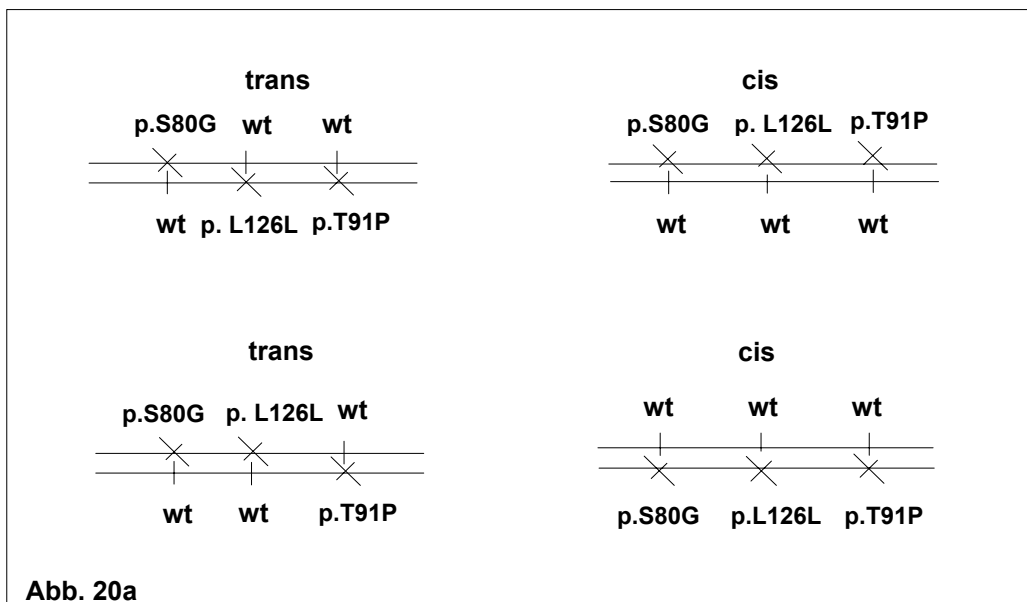 trans
p.S80G wt wt
wt p. L126L p.T91P
cis
p.S80G p. L126L p.T91P
wt wt wt
trans
p.S80G p. L126L wt
wt wt p.T91P
cis
wt wt wt
p.S80G p.L126L p.T91P
Abb. 20a